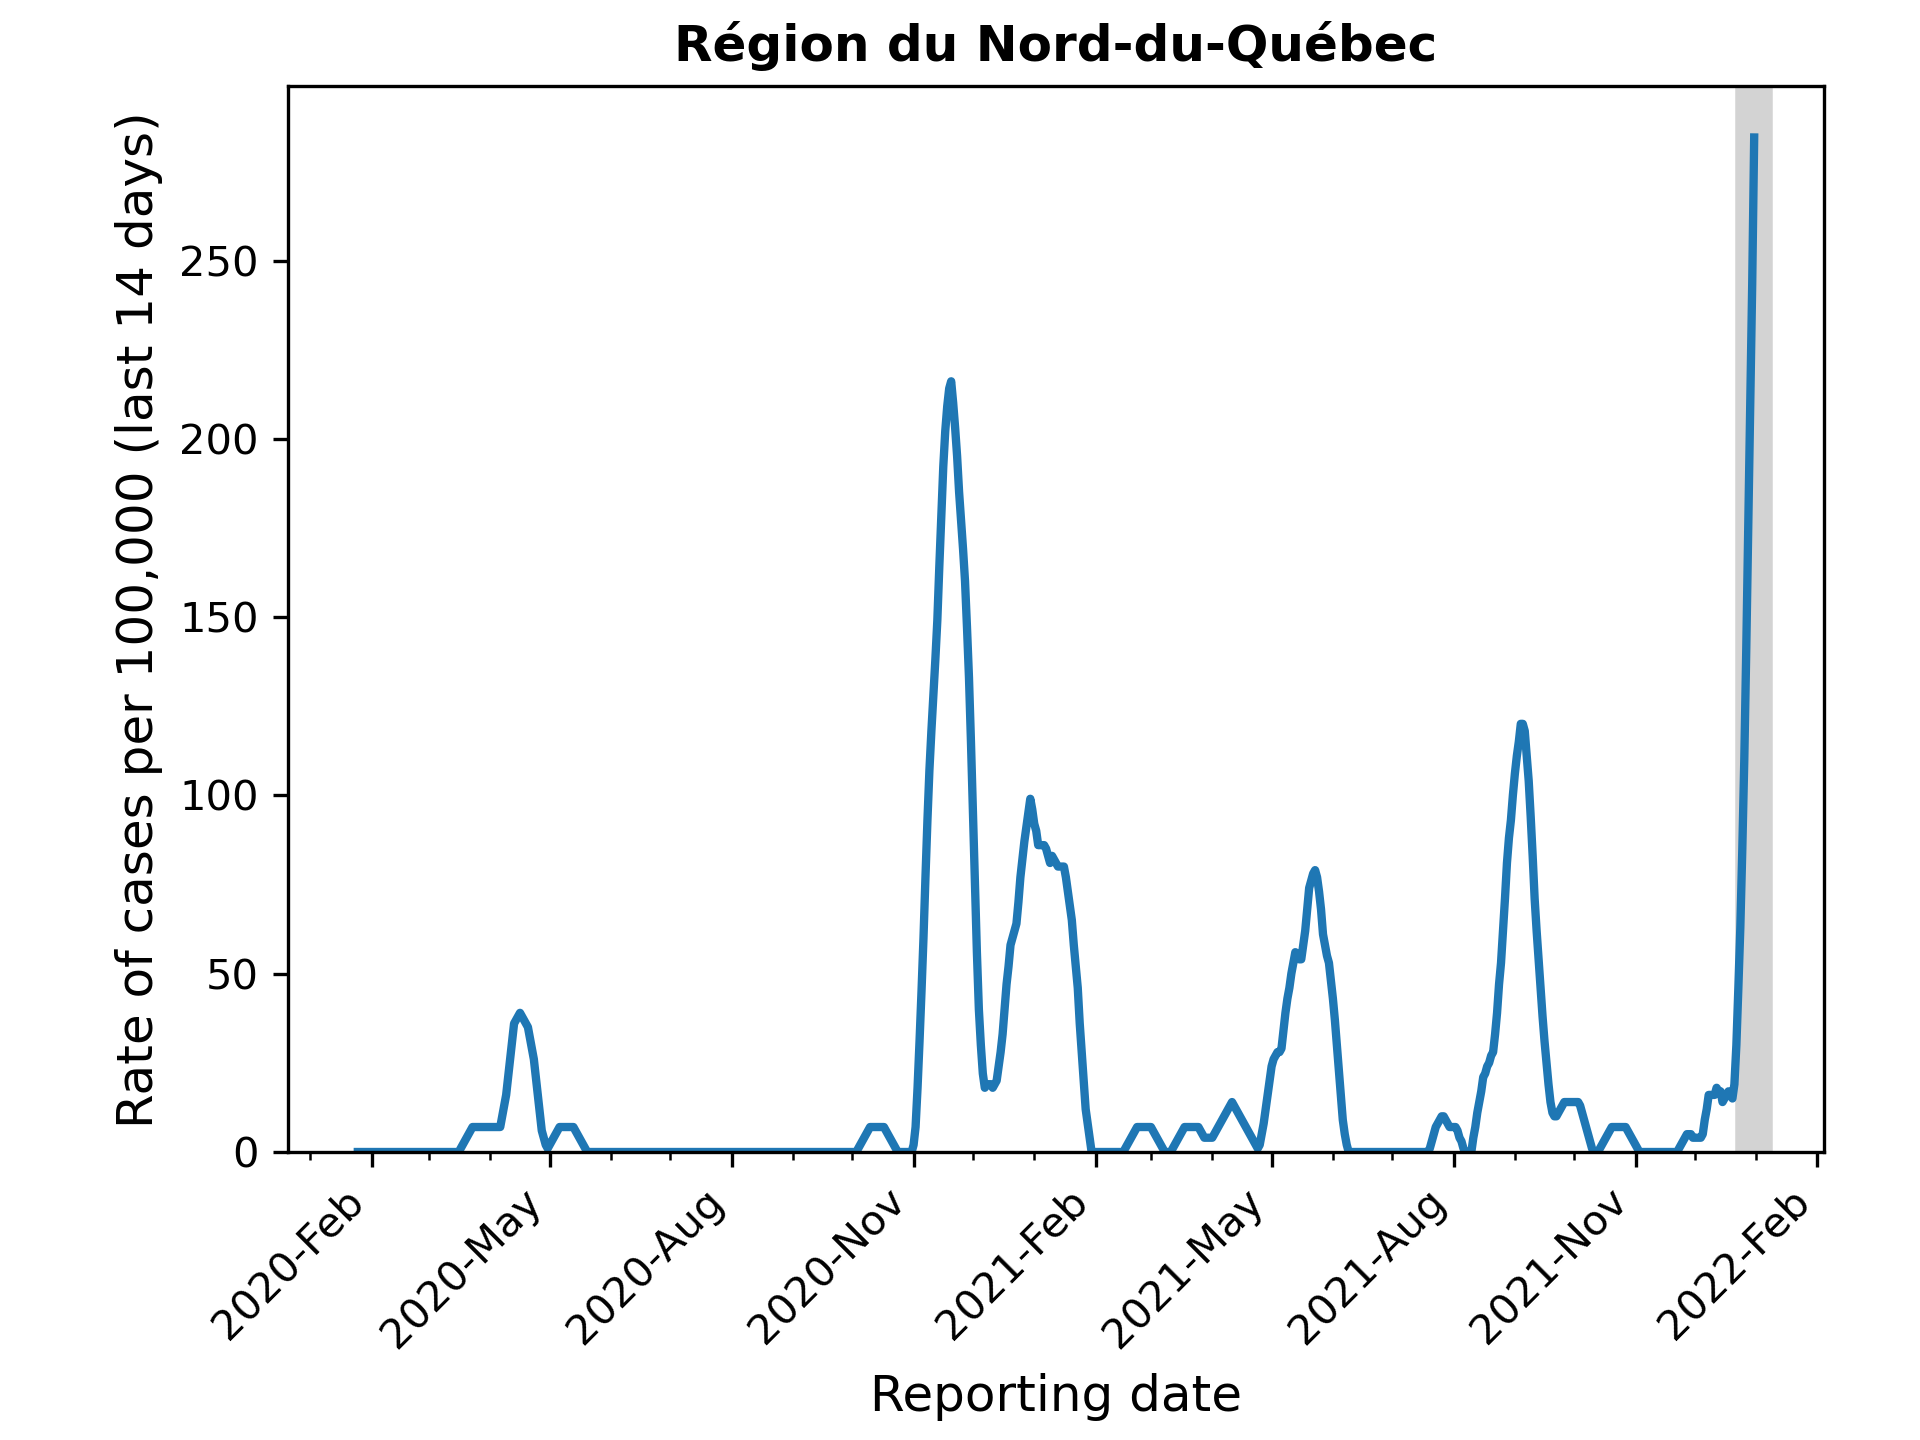 Région du Nord-du-Québec
Rate of cases per 100,000 (last 14 days)
250
200
150
100
50
0
2020-Feb
2020-May
2020-Aug
2020-Nov
2021-Feb
2021-May
2021-Aug
2021-Nov
2022-Feb
Reporting date